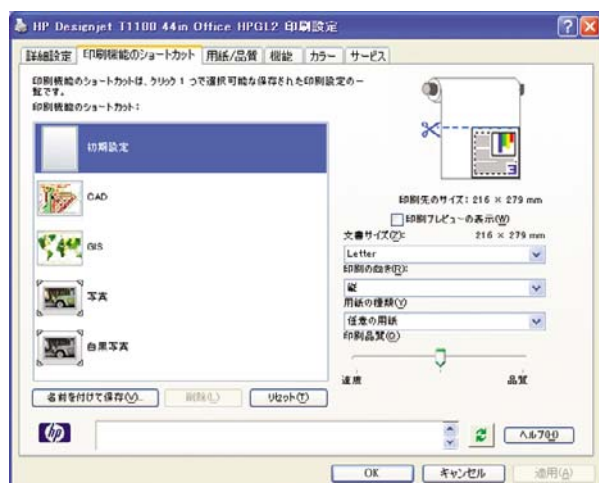 HP Designjet T1100 44in Office HPGL2 印刷設定
詳細設定 印刷機能のショートカット 用紙/品質 機能 カラー サービス
印刷機能のショートカットは、クリック 1 つで選択可能な保存された印刷設定の一
覧です。
印刷機能のショートカット:
初期設定
CAD
GIS
写真
白黒写真
名前を付けて保存(V)... 削除(L) リセット(T)
3
印刷先のサイズ: 216 × 279 mm
印刷プレビューの表示(W)
文書サイズ(Z): 216 × 279 mm
Letter
印刷の向き(R):
縦
用紙の種類(Y)
任意の用紙
印刷品質(O)
速度 品質
hp
ヘルプ
OK キャンセル 適用(A)